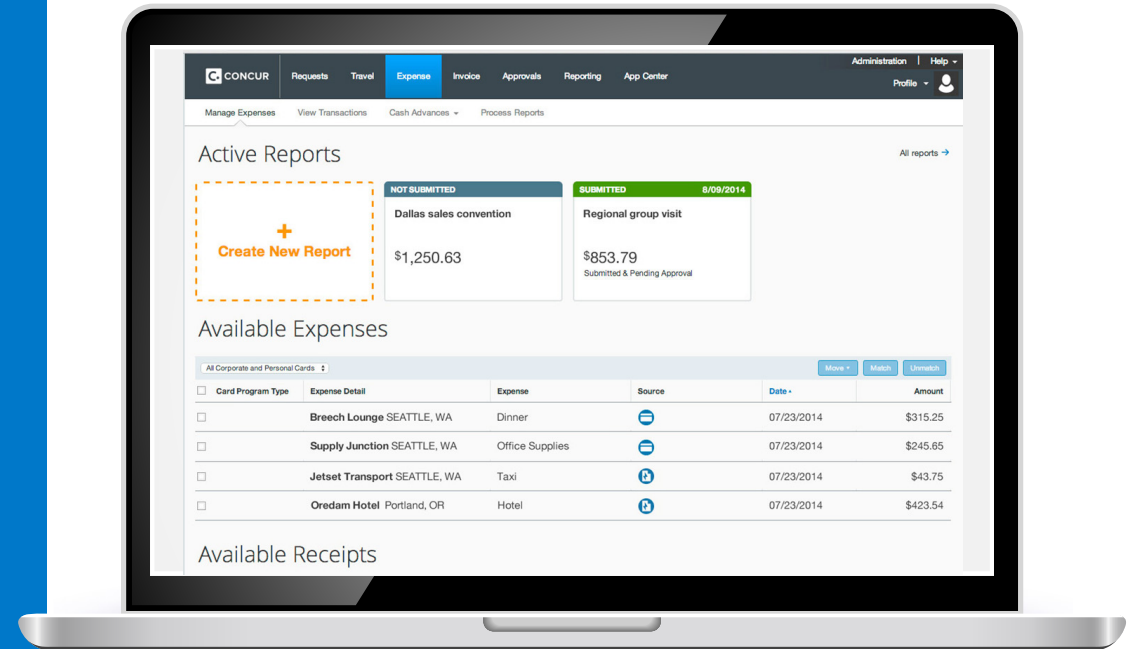 Administration | Help
C. CONCUR Requests Travel Expense Invoice Approvals Reporting App Center
Profile
Manage Expenses View Transactions Cash Advances Process Reports
Active Reports
All reports →
NOT SUBMITTED
Dallas sales convention
$1,250.63
SUBMITTED 8/09/2014
Regional group visit
$853.79
Submitted & Pending Approval
+
Create New Report
Available Expenses
All Corporate and Personal Cards
Move Match Unmatch
Card Program Type Expense Detail Expense Source Date Amount
Breech Lounge SEATTLE, WA Dinner 07/23/2014 $315.25
Supply Junction SEATTLE, WA Office Supplies 07/23/2014 $245.65
Jetset Transport SEATTLE, WA Taxi 07/23/2014 $43.75
Oredam Hotel Portland, OR Hotel 07/23/2014 $423.54
Available Receipts